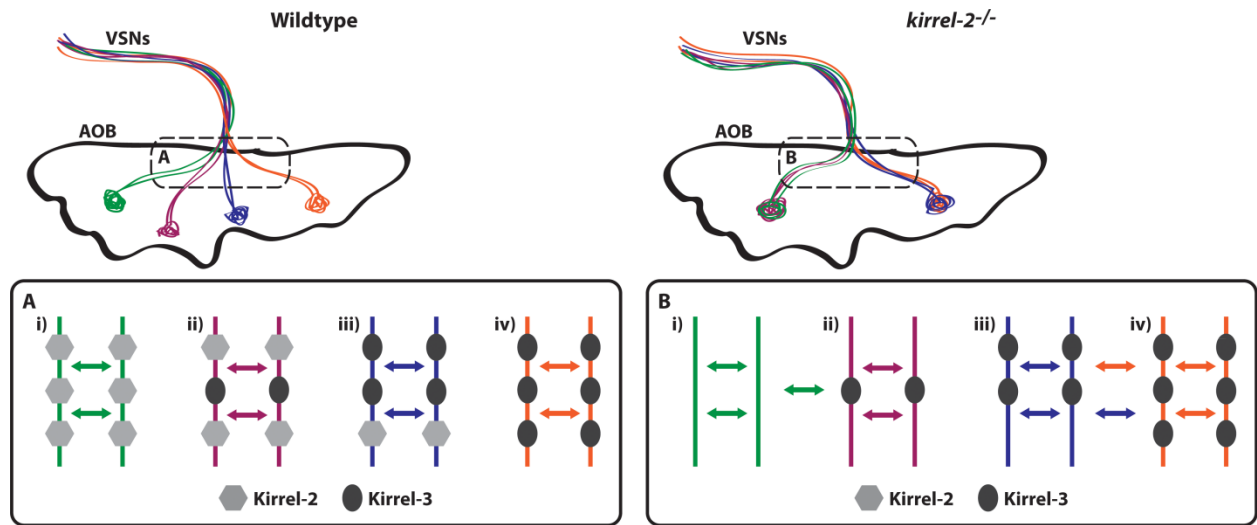 Wildtype
VSNs
AOB
A
kirrel-2-/-
VSNs
AOB
B
A
i)
ii)
iii)
iv)
Kirrel-2
Kirrel-3
B
i)
ii)
iii)
iv)
Kirrel-2
Kirrel-3